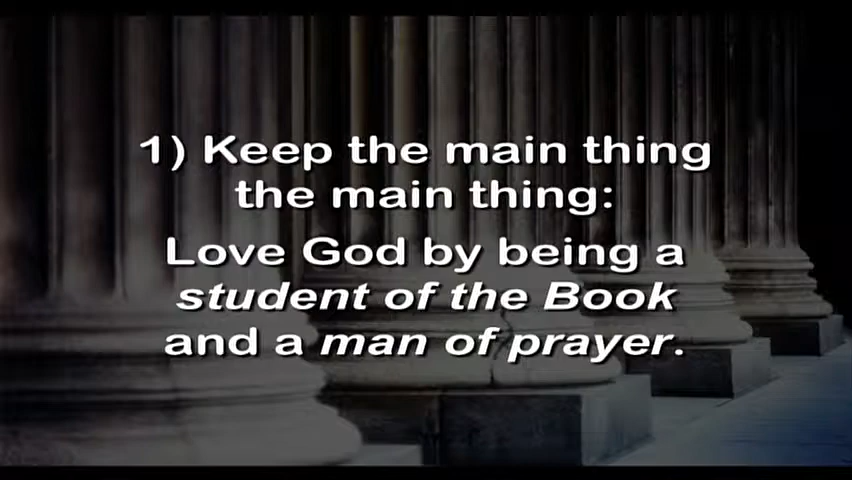 1) Keep the main thing
the main thing:
Love God by being a
student of the Book
and a man of prayer.